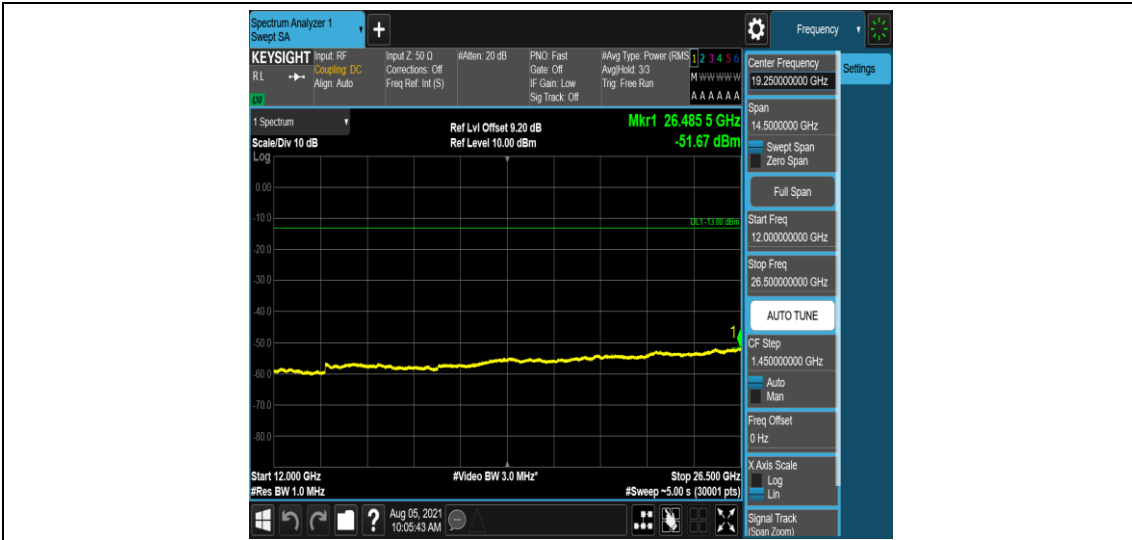 Spectrum Analyzer 1
Swept SA
+
Frequency
KEYSIGHT
RL
LXI
Input: RF
Coupling: DC
Align: Auto
Input Z: 50 Ω
Corrections: Off
Freq Ref: Int (S)
#Atten: 20 dB
PNO: Fast
Gate: Off
IF Gain: Low
Sig Track: Off
#Avg Type: Power (RMS
Avg|Hold: 3/3
Trig: Free Run
1 2 3 4 5 6
M W W W W W
A A A A A A
1 Spectrum
Scale/Div 10 dB
Log
Ref Lvl Offset 9.20 dB
Ref Level 10.00 dBm
Mkr1 26.485 5 GHz
-51.67 dBm
0.00
-10.0
DL1 -13.00 dBm
-20.0
-30.0
-40.0
1
-50.0
-60.0
-70.0
-80.0
Start 12.000 GHz
#Video BW 3.0 MHz*
Stop 26.500 GHz
#Res BW 1.0 MHz
#Sweep ~5.00 s (30001 pts)
?
Aug 05, 2021
10:05:43 AM
Center Frequency
19.250000000 GHz
Settings
Span
14.5000000 GHz
Swept Span
Zero Span
Full Span
Start Freq
12.000000000 GHz
Stop Freq
26.500000000 GHz
AUTO TUNE
CF Step
1.450000000 GHz
Auto
Man
Freq Offset
0 Hz
X Axis Scale
Log
Lin
Signal Track
(Span Zoom)